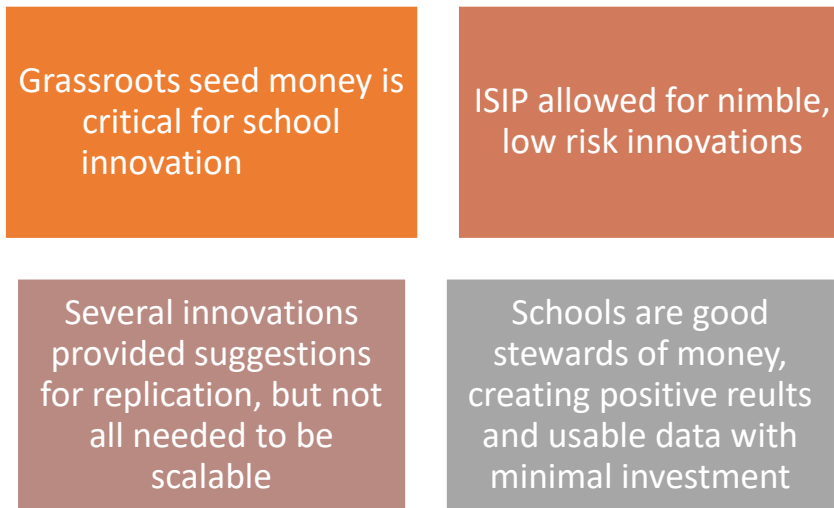 Grassroots seed money is
critical for school
innovation
ISIP allowed for nimble,
low risk innovations
Several innovations
provided suggestions
for replication, but not
all needed to be
scalable
Schools are good
stewards of money,
creating positive reults
and usable data with
minimal investment